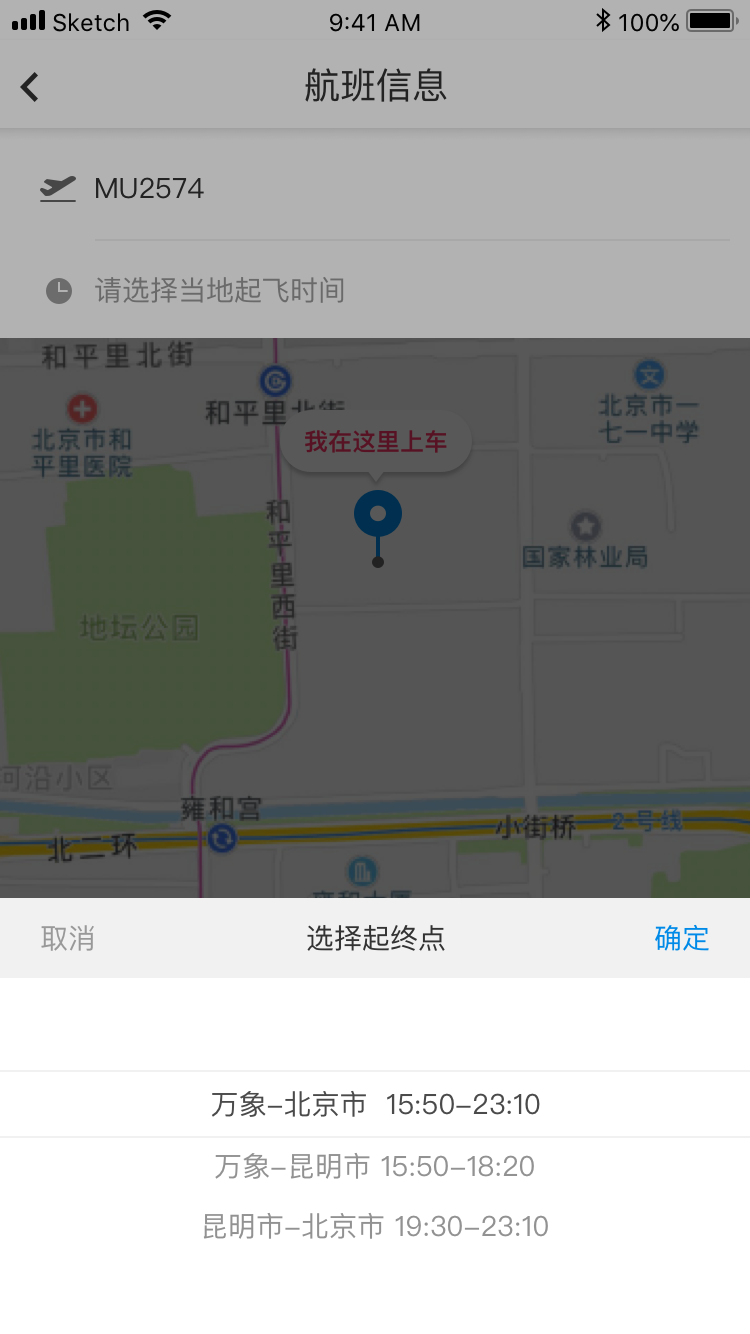 Sketch 9:41 AM 100%
航班信息
MU2574
请选择当地起飞时间
和平里北街
和平里北街
北京市一
七一中学
北京市和
平里医院
我在这里上车
和平里西街
国家林业局
地坛公园
河沿小区
雍和宫
小街桥
2号线
北二环
雍和大厦
取消 选择起终点 确定
万象–北京市 15:50–23:10
万象–昆明市 15:50–18:20
昆明市–北京市 19:30–23:10